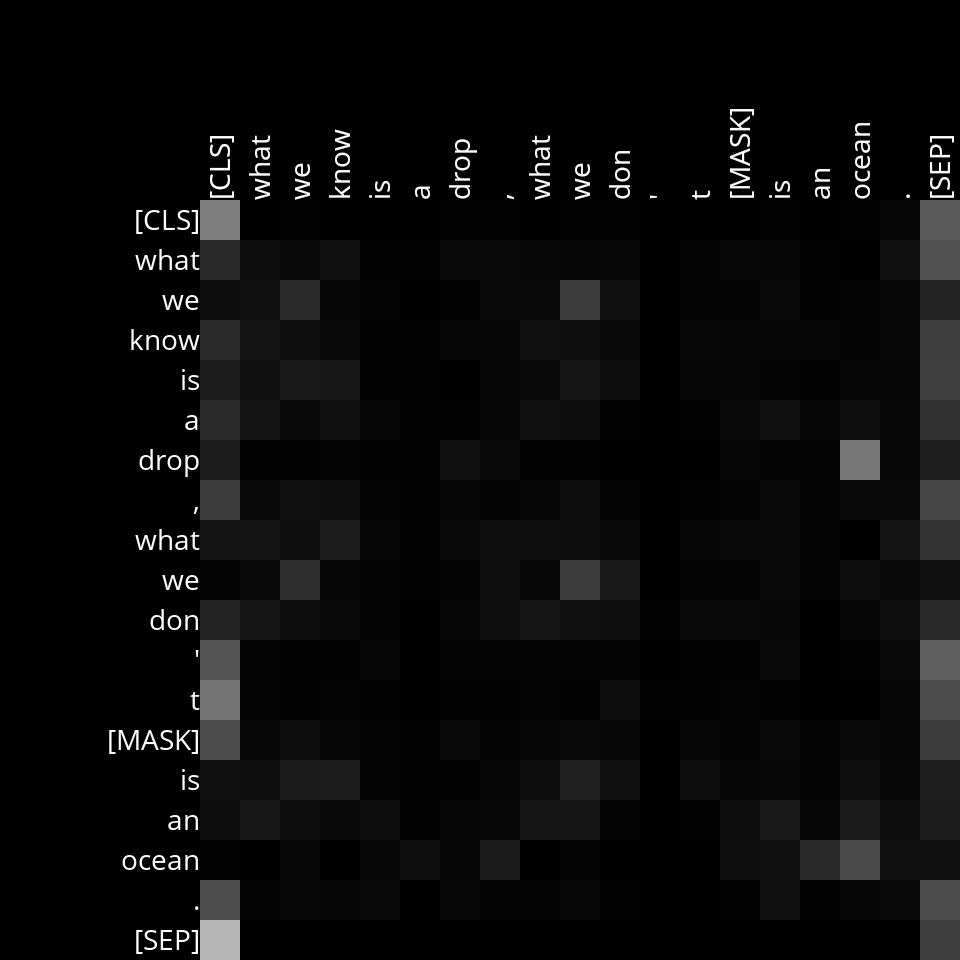 [CLS] what we know is a drop , what we don ' t [MASK] is an ocean . [SEP]
[CLS]
what
we
know
is
a
drop
,
what
we
don
'
t
[MASK]
is
an
ocean
.
[SEP]